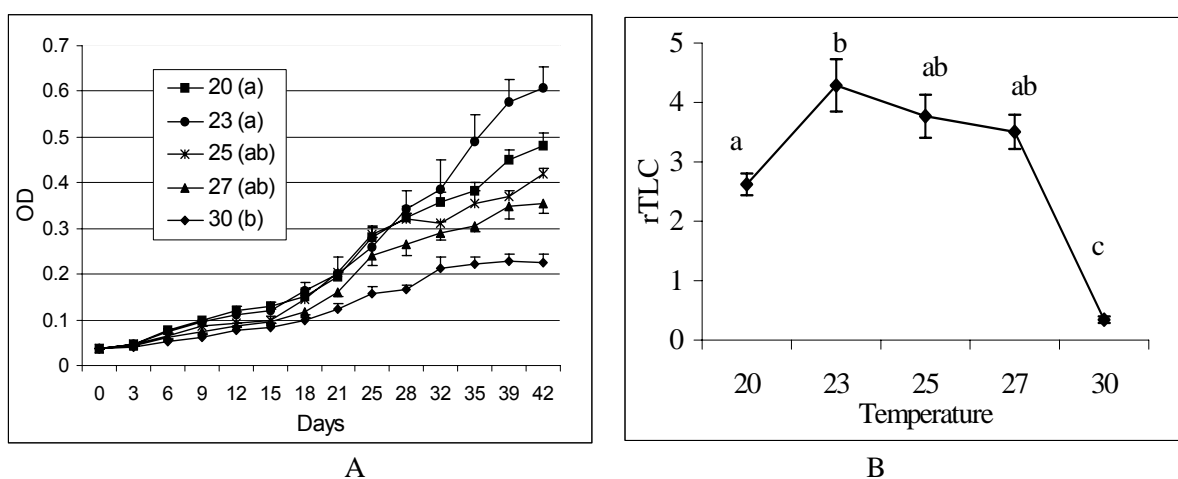 0.7
0.6
0.5
0.4
0.3
0.2
0.1
0
OD
20 (a)
23 (a)
25 (ab)
27 (ab)
30 (b)
0 3 6 9 12 15 18 21 25 28 32 35 39 42
Days
A
5
4
3
2
1
0
rTLC
a
b
ab
ab
c
20 23 25 27 30
Temperature
B